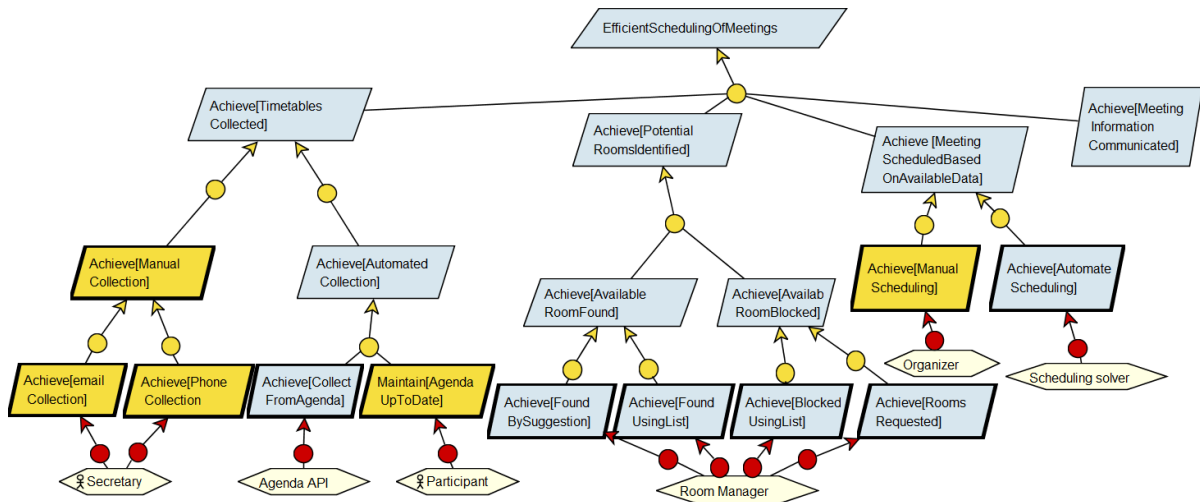 EfficientSchedulingOfMeetings
Achieve[Timetables
Collected]
Achieve[Potential
RoomsIdentified]
Achieve [Meeting
ScheduledBased
OnAvailableData]
Achieve[Meeting
Information
Communicated]
Achieve[Manual
Collection]
Achieve[Automated
Collection]
Achieve[Available
RoomFound]
Achieve[Availab
RoomBlocked]
Achieve[Manual
Scheduling]
Achieve[Automate
Scheduling]
Achieve[email
Collection]
Achieve[Phone
Collection
Achieve[Collect
FromAgenda]
Maintain[Agenda
UpToDate]
Achieve[Found
BySuggestion]
Achieve[Found
UsingList]
Achieve[Blocked
UsingList]
Achieve[Rooms
Requested]
Organizer
Scheduling solver
Secretary
Agenda API
Participant
Room Manager